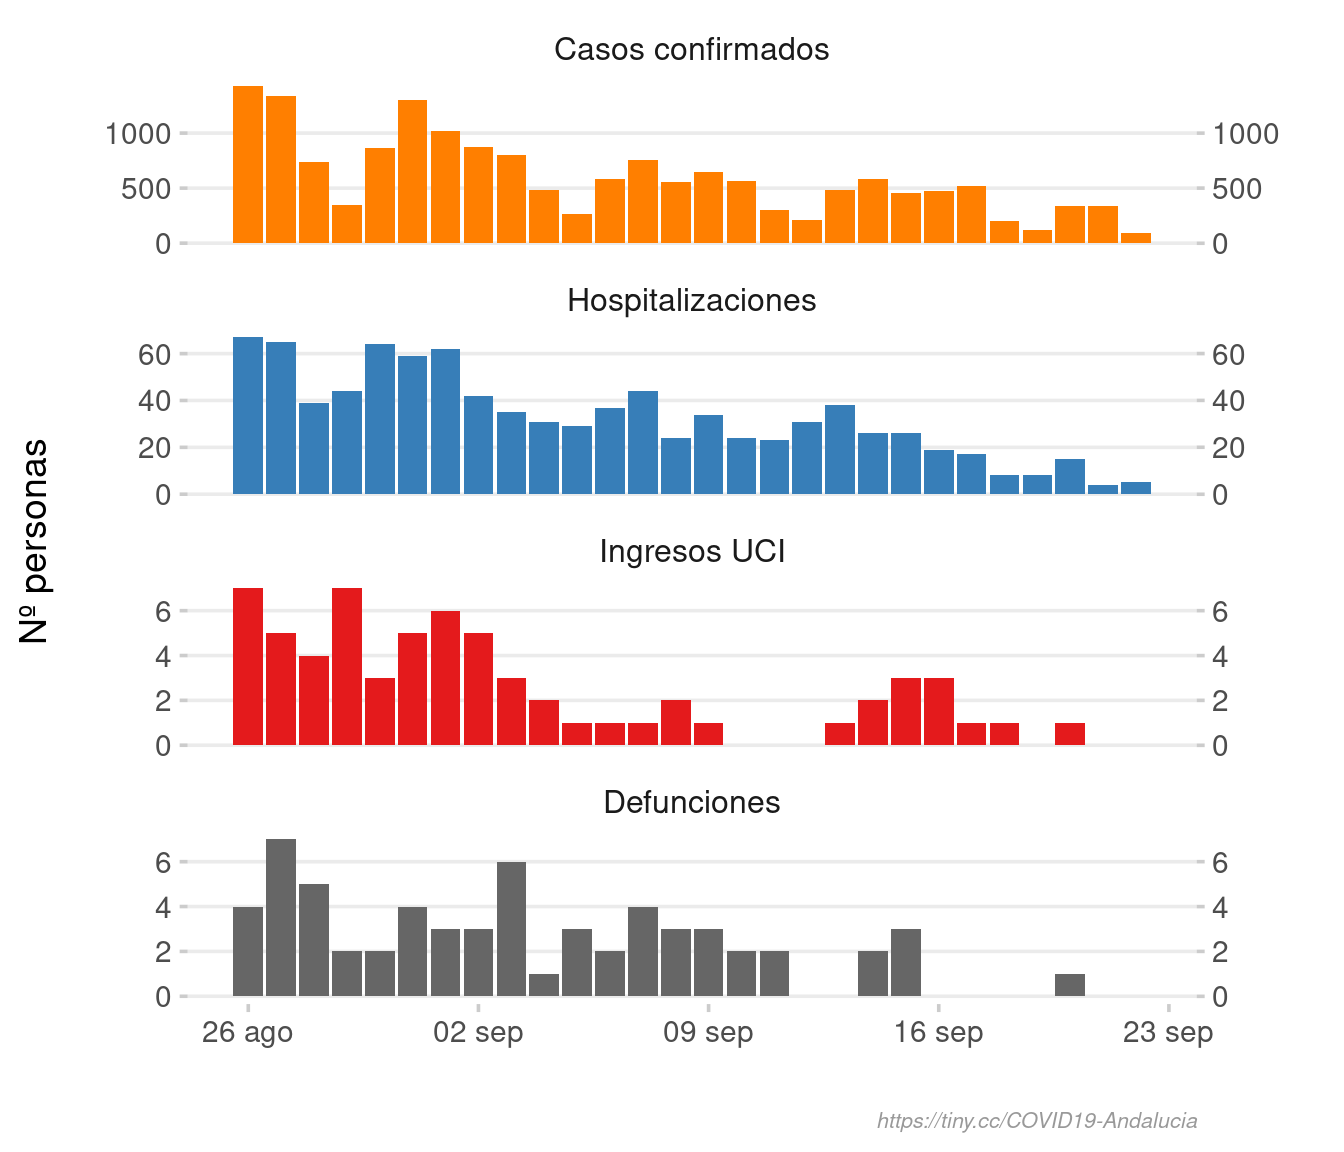 Casos confirmados
1000 1000
500 500
0 0
Hospitalizaciones
60 60
40 40
20 20
0 0
Nº personas
Ingresos UCI
6 6
4 4
2 2
0 0
Defunciones
6 6
4 4
2 2
0 0
26 ago 02 sep 09 sep 16 sep 23 sep
https://tiny.cc/COVID19-Andalucia